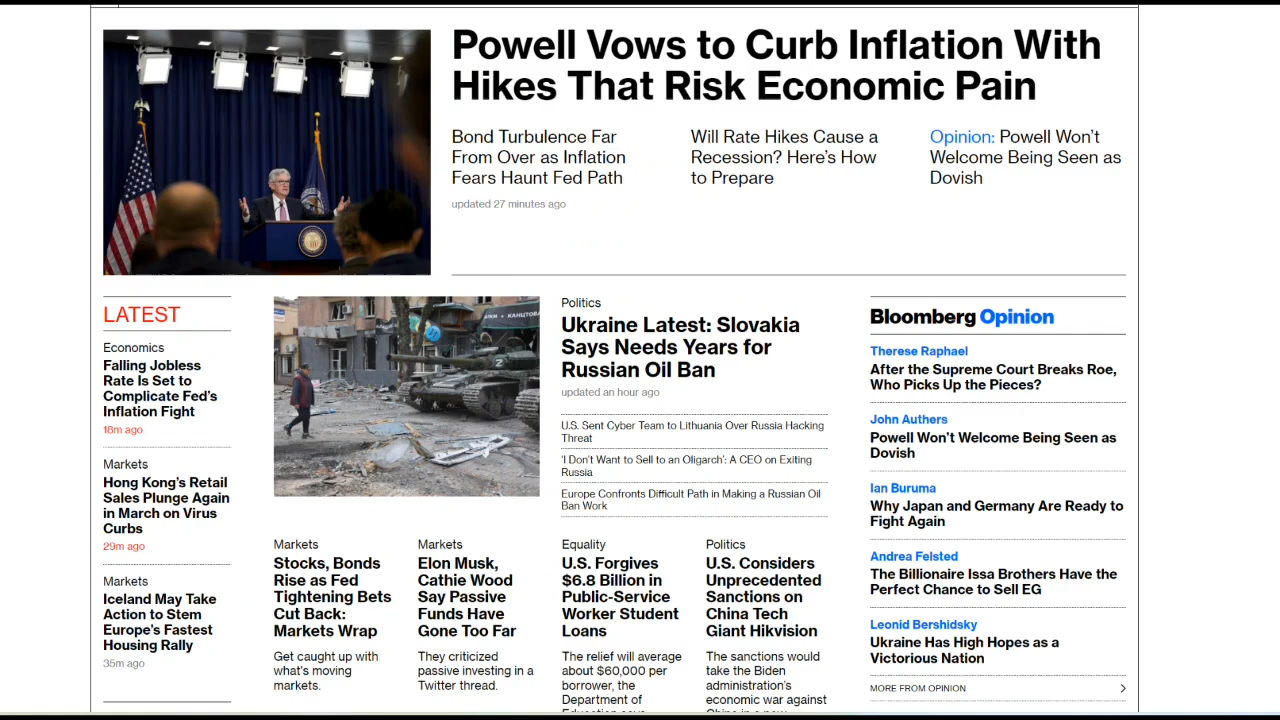 Powell Vows to Curb Inflation With
Hikes That Risk Economic Pain
Bond Turbulence Far
From Over as Inflation
Fears Haunt Fed Path
updated 27 minutes ago
Will Rate Hikes Cause a
Recession? Here's How
to Prepare
Opinion: Powell Won't
Welcome Being Seen as
Dovish
LATEST
Economics
Falling Jobless
Rate Is Set to
Complicate Fed's
Inflation Fight
18m ago
Markets
Hong Kong's Retail
Sales Plunge Again
in March on Virus
Curbs
29m ago
Markets
Iceland May Take
Action to Stem
Europe's Fastest
Housing Rally
35m ago
КАНЦТОВА
Z
Politics
Ukraine Latest: Slovakia
Says Needs Years for
Russian Oil Ban
updated an hour ago
U.S. Sent Cyber Team to Lithuania Over Russia Hacking
Threat
'I Don't Want to Sell to an Oligarch': A CEO on Exiting
Russia
Europe Confronts Difficult Path in Making a Russian Oil
Ban Work
Markets
Stocks, Bonds
Rise as Fed
Tightening Bets
Cut Back:
Markets Wrap
Get caught up with
what's moving
markets.
Markets
Elon Musk,
Cathie Wood
Say Passive
Funds Have
Gone Too Far
They criticized
passive investing in a
Twitter thread.
Equality
U.S. Forgives
$6.8 Billion in
Public-Service
Worker Student
Loans
The relief will average
about $60,000 per
borrower, the
Department of
Politics
U.S. Considers
Unprecedented
Sanctions on
China Tech
Giant Hikvision
The sanctions would
take the Biden
administration's
economic war against
Bloomberg Opinion
Therese Raphael
After the Supreme Court Breaks Roe,
Who Picks Up the Pieces?
John Authers
Powell Won't Welcome Being Seen as
Dovish
Ian Buruma
Why Japan and Germany Are Ready to
Fight Again
Andrea Felsted
The Billionaire Issa Brothers Have the
Perfect Chance to Sell EG
Leonid Bershidsky
Ukraine Has High Hopes as a
Victorious Nation
MORE FROM OPINION